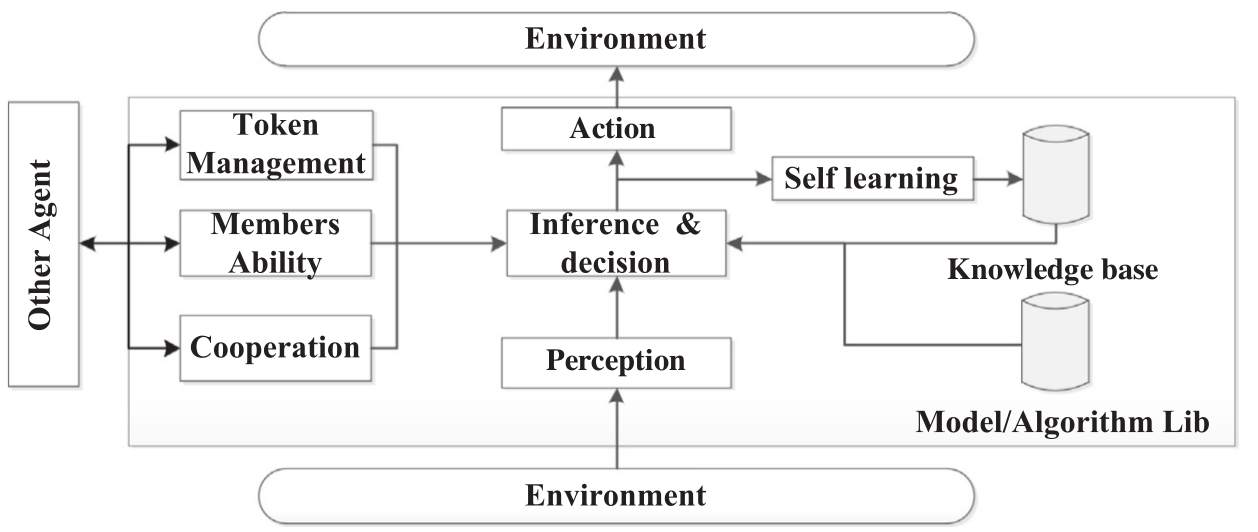 Environment
Other Agent
Token
Management
Members
Ability
Cooperation
Action
Inference & 
decision
Perception
Self learning
Knowledge base
Model/Algorithm Lib
Environment